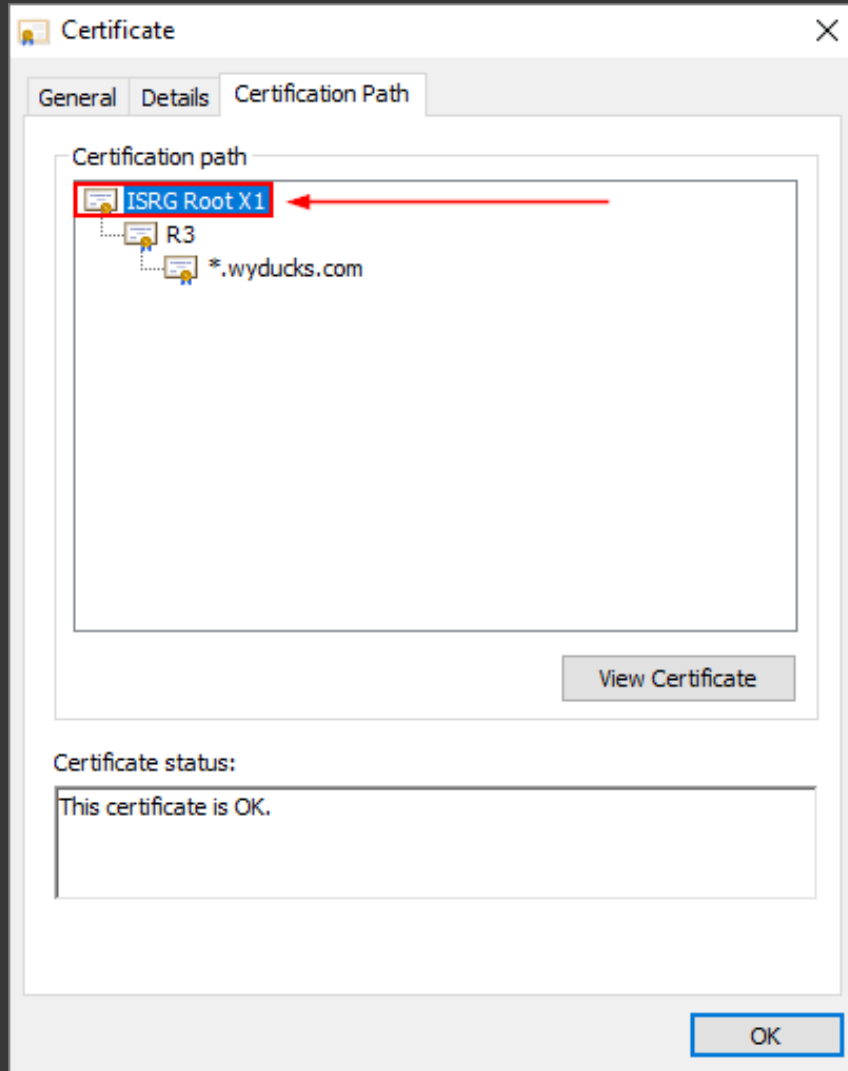 Certificate
General Details Certification Path
Certification path
ISRG Root X1
R3
*.wyducks.com
View Certificate
Certificate status:
This certificate is OK.
OK